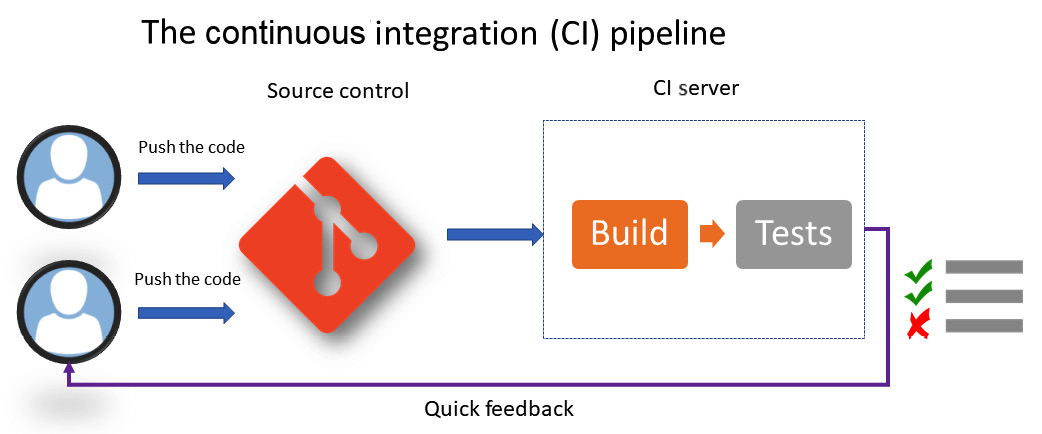 The continuous integration (CI) pipeline
Source control
CI server
Push the code
Build
Tests
Push the code
Quick feedback